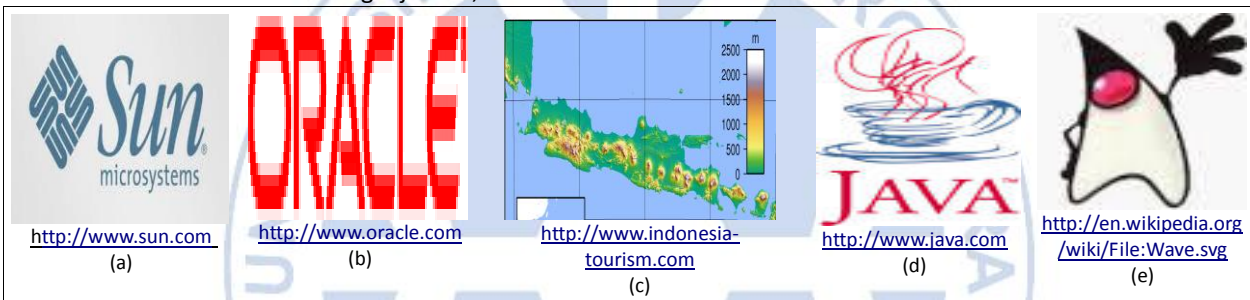 Sun
microsystems
http://www.sun.com
(a)
ORACLE
http://www.oracle.com
(b)
m
2500
2000
1500
1000
500
0
http://www.indonesia-
tourism.com
(c)
JAVA™
http://www.java.com
(d)
http://en.wikipedia.org
/wiki/File:Wave.svg
(e)